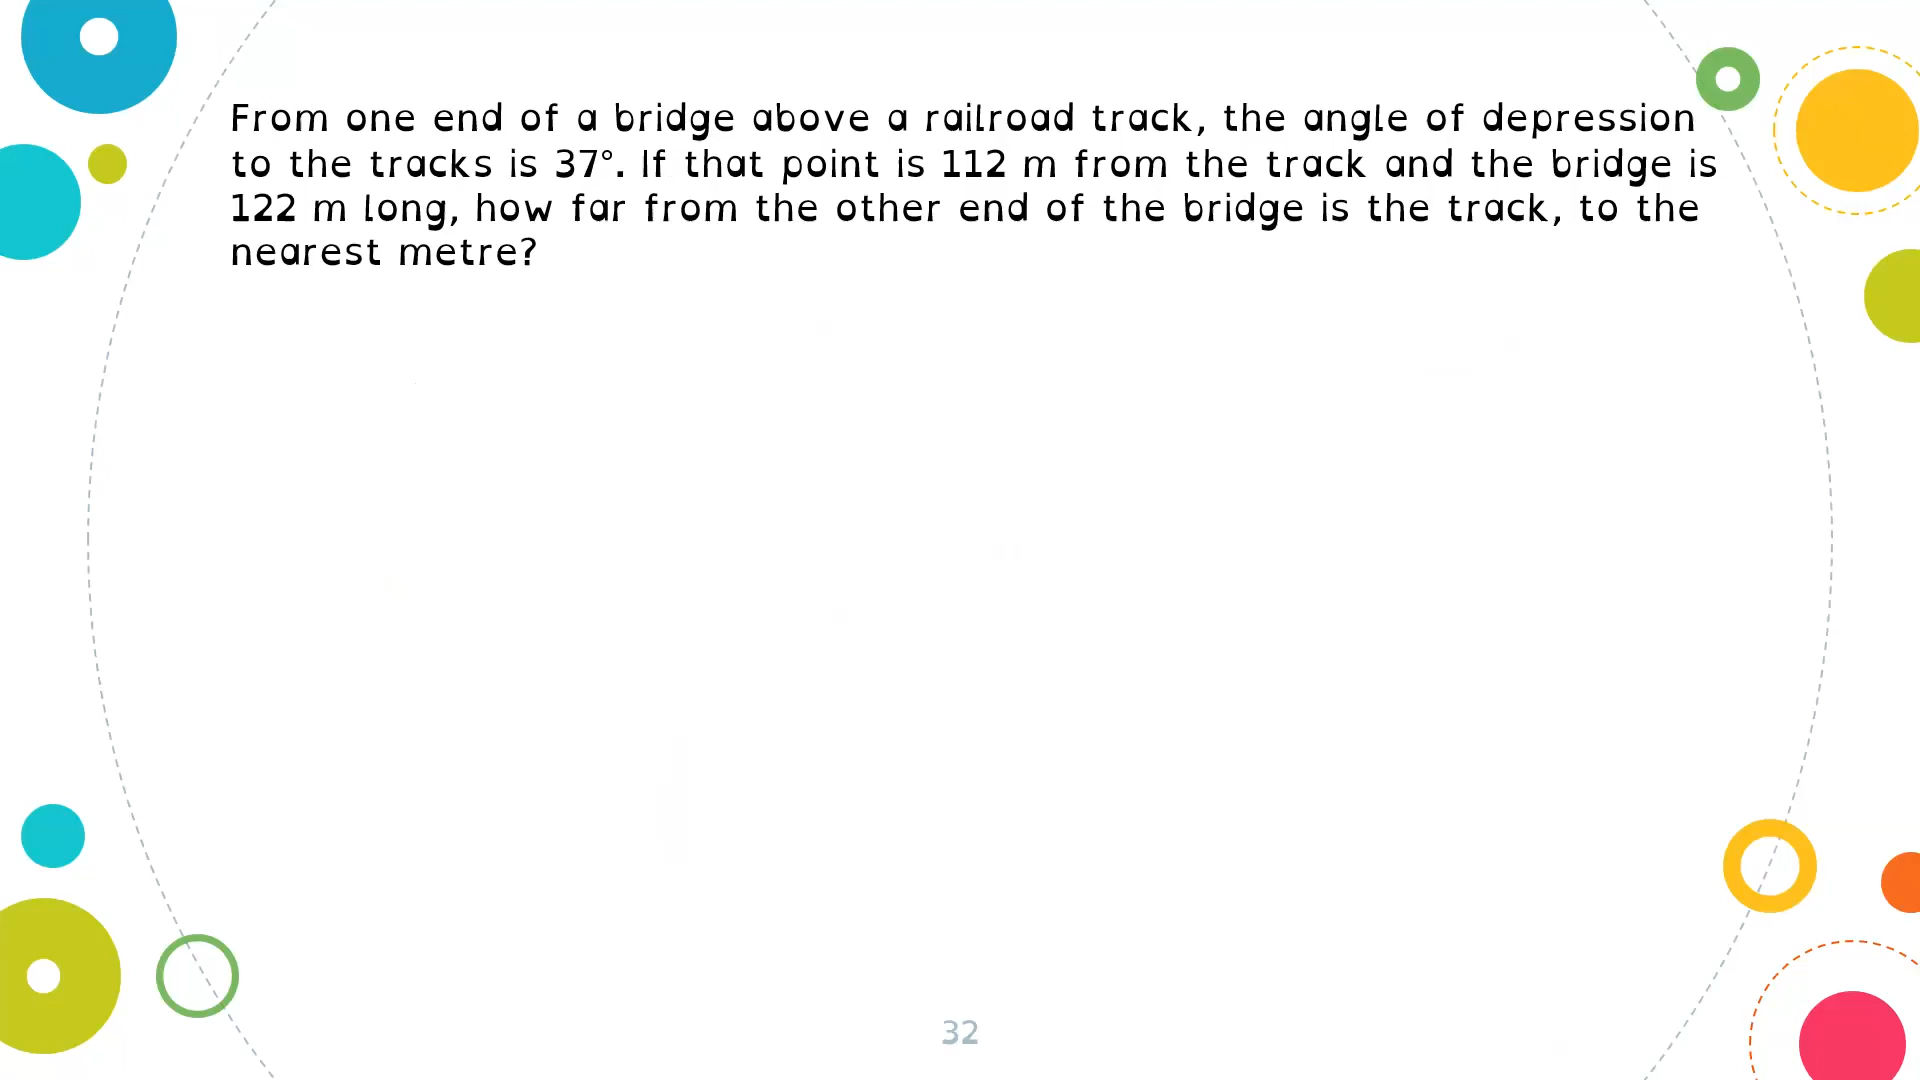 From one end of a bridge above a railroad track, the angle of depression
to the tracks is 37°. If that point is 112 m from the track and the bridge is
122 m long, how far from the other end of the bridge is the track, to the
nearest metre?
32